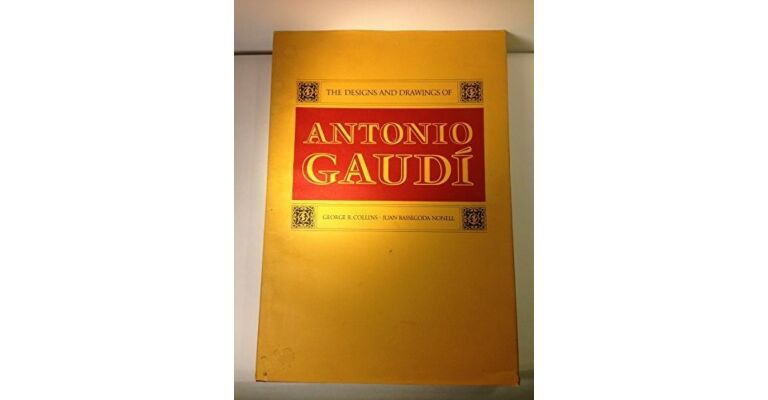 THE DESIGNS AND DRAWINGS OF
ANTONIO
GAUDÍ
GEORGE R. COLLINS · JUAN BASSEGODA NONELL